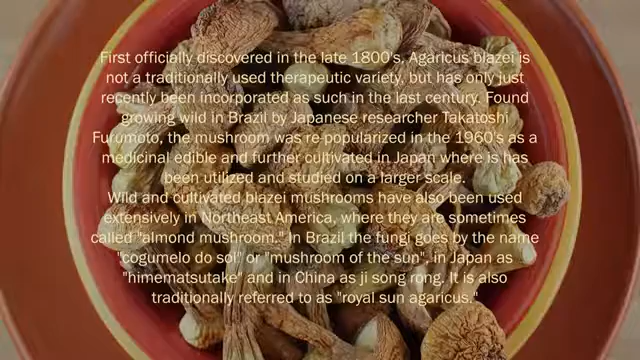 First officially discovered in the late 1800's, Agaricus blazei is
not a traditionally used therapeutic variety, but has only just
recently been incorporated as such in the last century. Found
growing wild in Brazil by Japanese researcher Takatoshi
Furumoto, the mushroom was re-popularized in the 1960's as a
medicinal edible and further cultivated in Japan where is has
been utilized and studied on a larger scale.
Wild and cultivated blazei mushrooms have also been used
extensively in Northeast America, where they are sometimes
called "almond mushroom." In Brazil the fungi goes by the name
"cogumelo do sol" or "mushroom of the sun", in Japan as
"himematsutake" and in China as ji song rong. It is also
traditionally referred to as "royal sun agaricus."